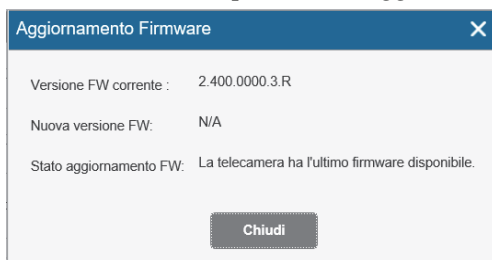 Aggiornamento Firmware
Versione FW corrente : 2.400.0000.3.R
Nuova versione FW: N/A
Stato aggiornamento FW: La telecamera ha l'ultimo firmware disponibile.
Chiudi